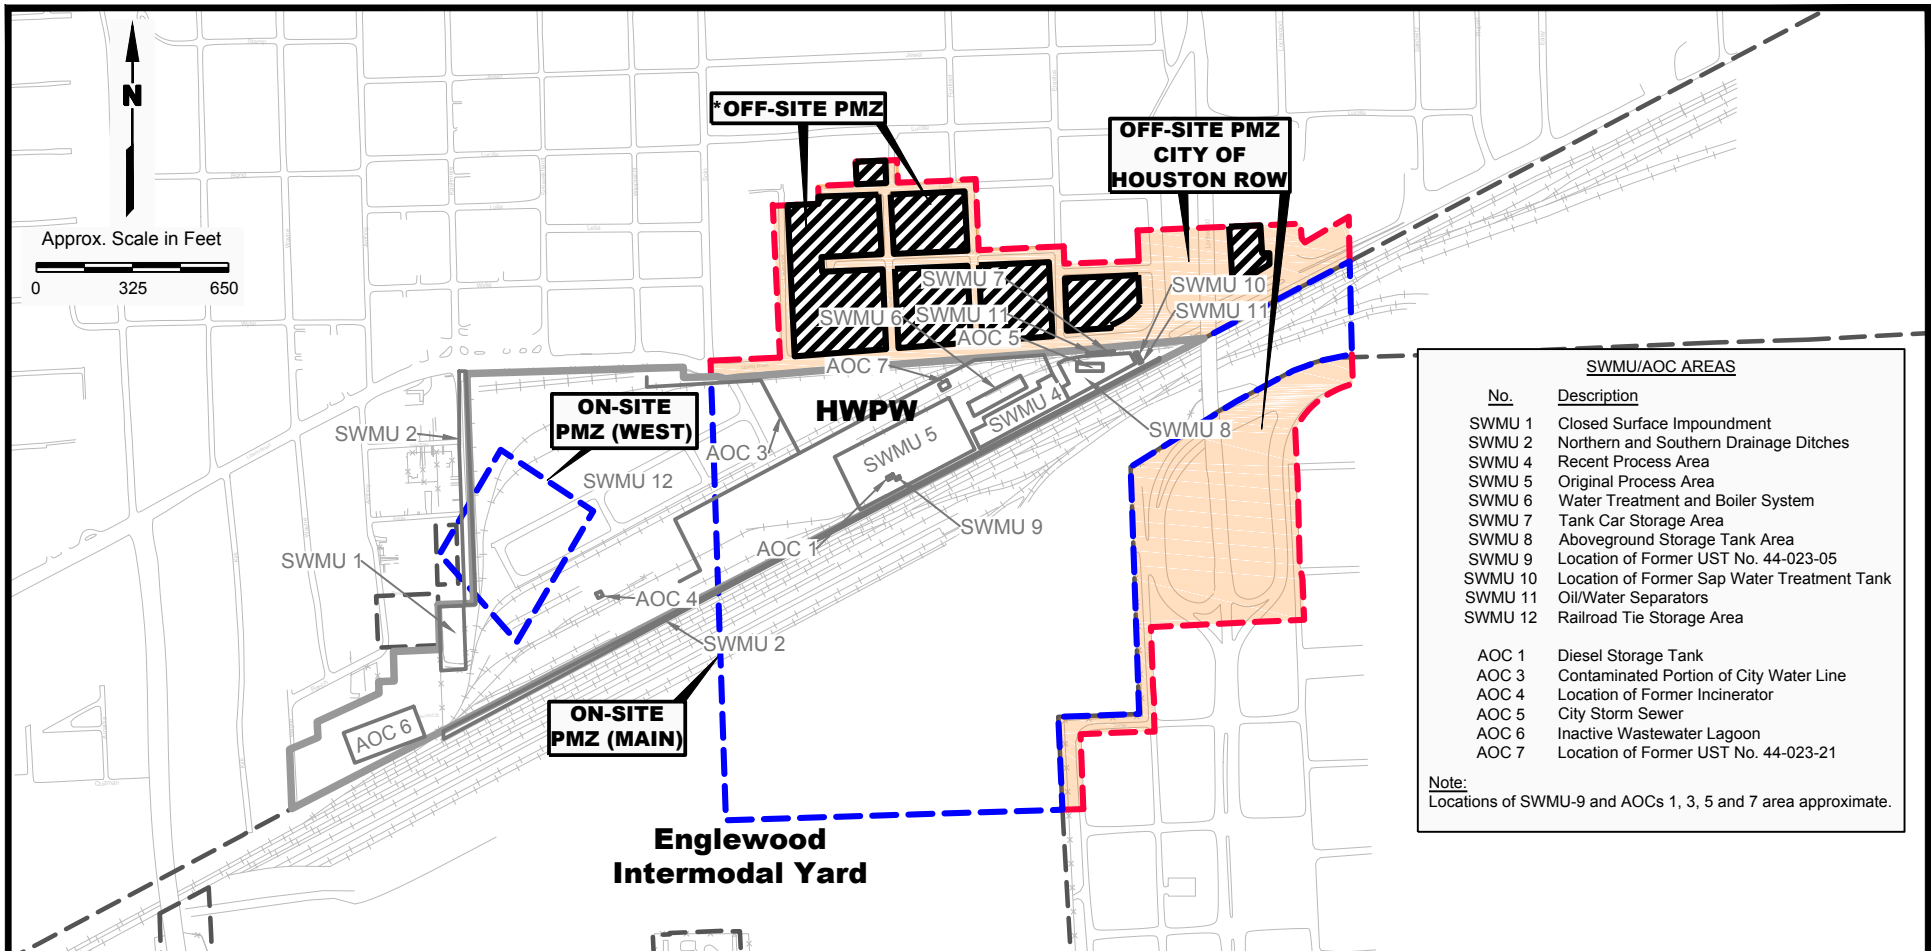 N
Approx. Scale in Feet
0 325 650
*OFF-SITE PMZ
OFF-SITE PMZ
CITY OF
HOUSTON ROW
SWMU 7
SWMU 10
SWMU 6
SWMU 11
SWMU 11
AOC 5
AOC 7
ON-SITE
PMZ (WEST)
HWPW
SWMU 4
SWMU 2
SWMU 8
AOC 3
SWMU 5
SWMU 12
SWMU 9
AOC 1
SWMU 1
AOC 4
SWMU 2
ON-SITE
PMZ (MAIN)
AOC 6
Englewood
Intermodal Yard
SWMU/AOC AREAS
No. Description
SWMU 1 Closed Surface Impoundment
SWMU 2 Northern and Southern Drainage Ditches
SWMU 4 Recent Process Area
SWMU 5 Original Process Area
SWMU 6 Water Treatment and Boiler System
SWMU 7 Tank Car Storage Area
SWMU 8 Aboveground Storage Tank Area
SWMU 9 Location of Former UST No. 44-023-05
SWMU 10 Location of Former Sap Water Treatment Tank
SWMU 11 Oil/Water Separators
SWMU 12 Railroad Tie Storage Area
AOC 1 Diesel Storage Tank
AOC 3 Contaminated Portion of City Water Line
AOC 4 Location of Former Incinerator
AOC 5 City Storm Sewer
AOC 6 Inactive Wastewater Lagoon
AOC 7 Location of Former UST No. 44-023-21
Note:
Locations of SWMU-9 and AOCs 1, 3, 5 and 7 area approximate.